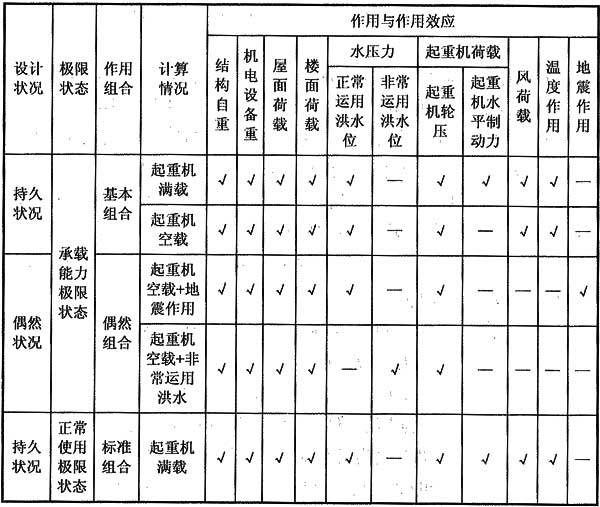 设计状况 极限状态 作用组合 计算情况 作用与作用效应
结构自重 机电设备重 屋面荷载 楼面荷载 水压力 起重机荷载 风荷载 温度作用 地震作用
正常运用洪水位 非常运用洪水位 起重机轮压 起重机水平制动力
持久状况 承载能力极限状态 基本组合 起重机满载 √ √ √ √ √ — √ √ √ √ —
起重机空载 √ √ √ √ √ — √ — √ √ —
偶然状况 偶然组合 起重机空载+地震作用 √ √ √ √ √ — √ — — — √
起重机空载+非常运用洪水 √ √ √ √ — √ √ — — — —
持久状况 正常使用极限状态 标准组合 起重机满载 √ √ √ √ √ — √ √ √ √ —